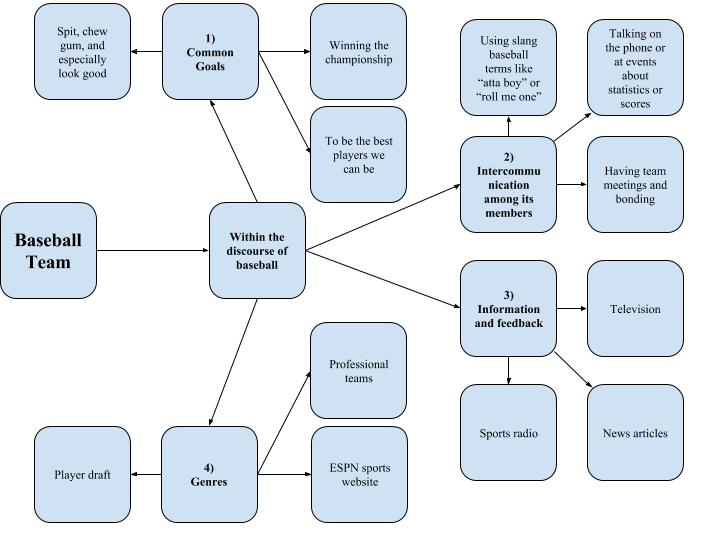 Spit, chew
gum, and
especially
look good
1)
Common
Goals
Winning the
championship
To be the best
players we
can be
Using slang
baseball
terms like
“atta boy” or
“roll me one”
Talking on
the phone or
at events
about
statistics or
scores
2)
Intercommu
nication
among its
members
Having team
meetings and
bonding
Baseball
Team
Within the
discourse of
baseball
3)
Information
and feedback
Television
Sports radio
News articles
Professional
teams
Player draft
4)
Genres
ESPN sports
website